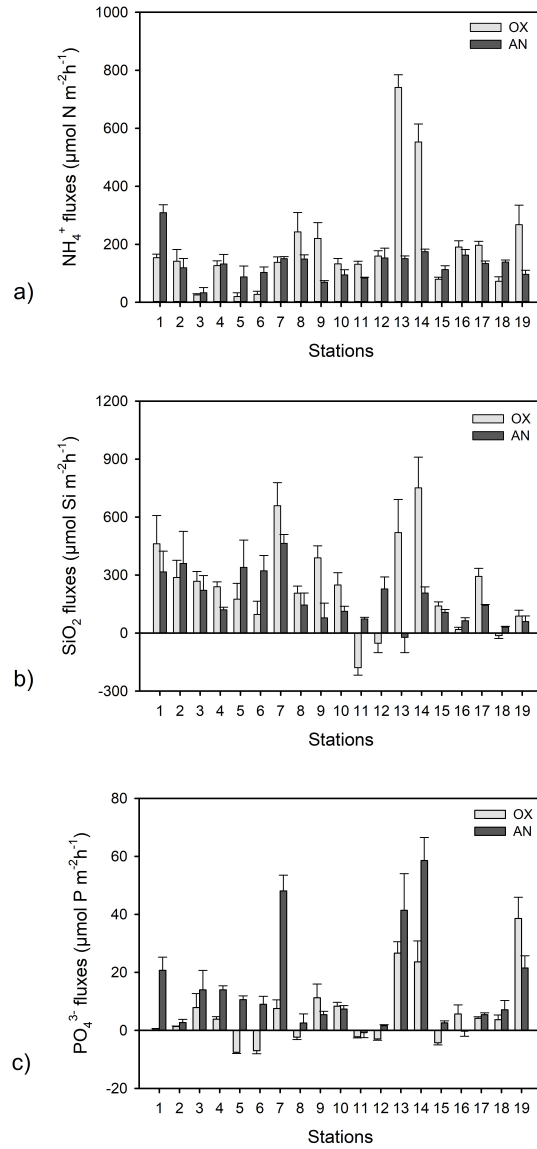 1000
800
600
400
200
0
NH₄⁺ fluxes (µmol N m⁻²h⁻¹)
OX
AN
a)
1 2 3 4 5 6 7 8 9 10 11 12 13 14 15 16 17 18 19
Stations
1200
900
600
300
0
-300
SiO₂ fluxes (µmol Si m⁻²h⁻¹)
OX
AN
b)
1 2 3 4 5 6 7 8 9 10 11 12 13 14 15 16 17 18 19
Stations
80
60
40
20
0
-20
PO₄³⁻ fluxes (µmol P m⁻²h⁻¹)
OX
AN
c)
1 2 3 4 5 6 7 8 9 10 11 12 13 14 15 16 17 18 19
Stations